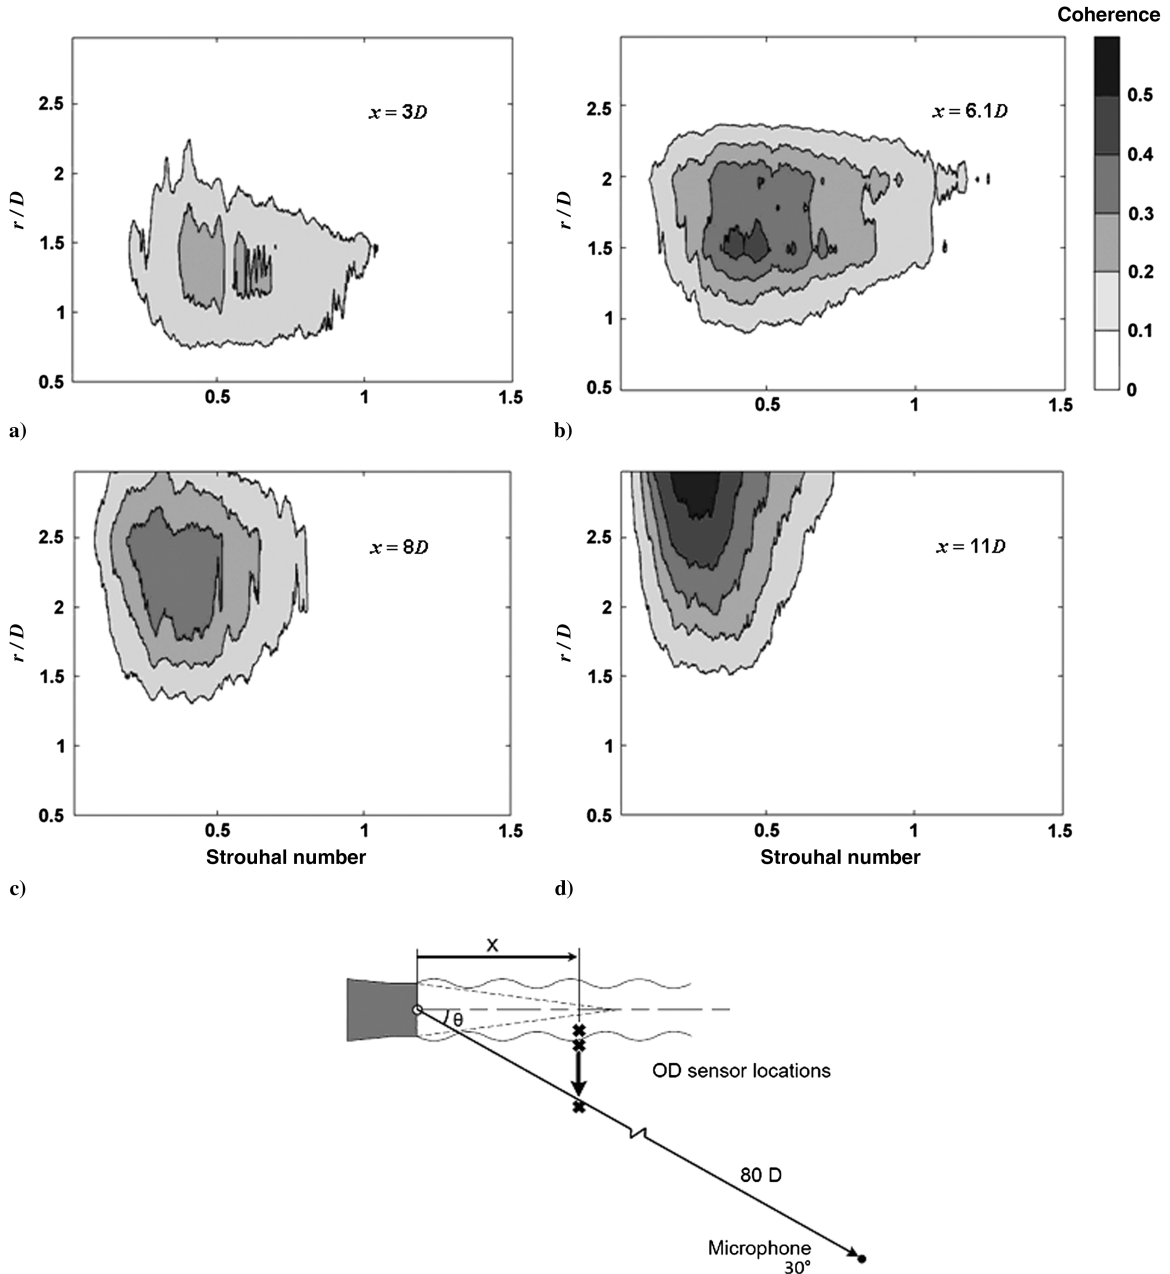 Coherence
2.5
2
1.5
1
0.5
r / D
x = 3D
0.5
1
1.5
a)
2.5
2
1.5
1
0.5
r / D
x = 6.1D
0.5
1
1.5
b)
0.5
0.4
0.3
0.2
0.1
0
2.5
2
1.5
1
0.5
r / D
x = 8D
0.5
1
1.5
Strouhal number
c)
2.5
2
1.5
1
0.5
r / D
x = 11D
0.5
1
1.5
Strouhal number
d)
X
θ
OD sensor locations
80 D
Microphone
30°